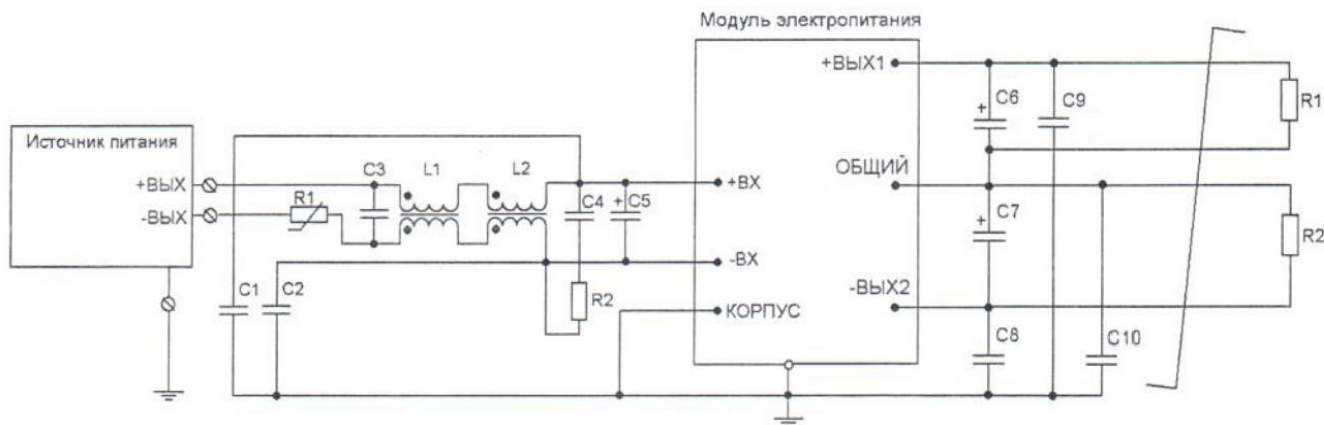 Модуль электропитания
+ВЫХ1
C6
C9
R1
Источник питания
+ВЫХ
-ВЫХ
R1
C3
L1
L2
C4
+
C5
+ВХ
-ВХ
КОРПУС
ОБЩИЙ
+
C7
+
R2
-ВЫХ2
C1
C2
R2
C8
C10